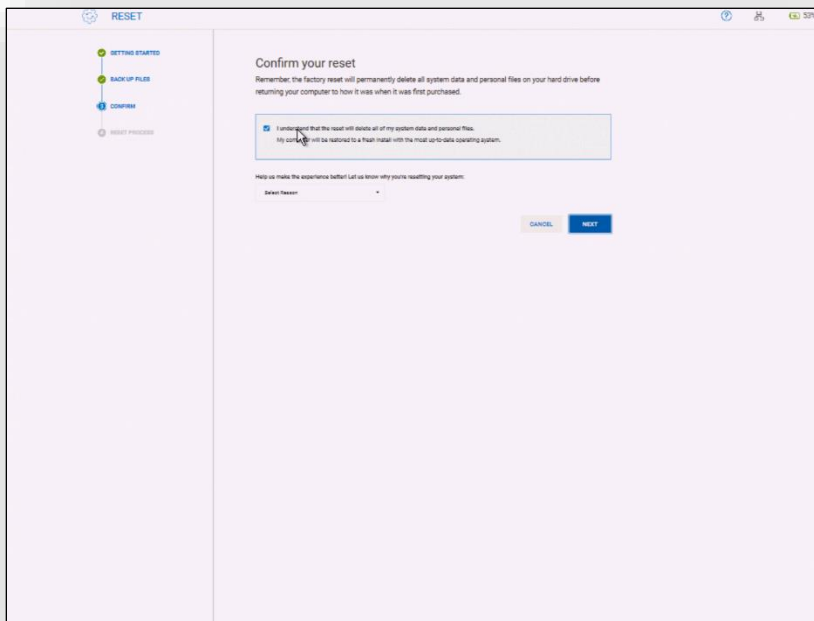 RESET
53%
GETTING STARTED
BACK UP FILES
3 CONFIRM
4 RESET PROCESS
Confirm your reset
Remember, the factory reset will permanently delete all system data and personal files on your hard drive before
returning your computer to how it was when it was first purchased.
I understand that the reset will delete all of my system data and personal files.
My computer will be restored to a fresh install with the most up-to-date operating system.
Help us make the experience better! Let us know why you're resetting your system:
Select Reason
CANCEL NEXT